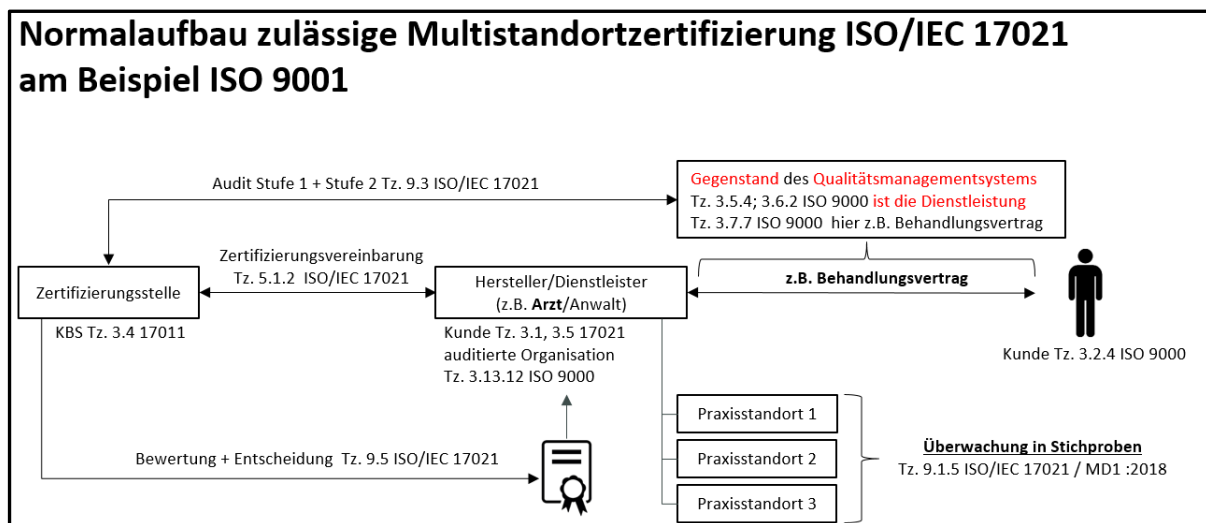 Normalaufbau zulässige Multistandortzertifizierung ISO/IEC 17021
am Beispiel ISO 9001
Audit Stufe 1 + Stufe 2 Tz. 9.3 ISO/IEC 17021
Gegenstand des Qualitätsmanagementsystems
Tz. 3.5.4; 3.6.2 ISO 9000 ist die Dienstleistung
Tz. 3.7.7 ISO 9000 hier z.B. Behandlungsvertrag
Zertifizierungsstelle
KBS Tz. 3.4 17011
Zertifizierungsvereinbarung
Tz. 5.1.2 ISO/IEC 17021
Hersteller/Dienstleister
(z.B. Arzt/Anwalt)
Kunde Tz. 3.1, 3.5 17021
auditierte Organisation
Tz. 3.13.12 ISO 9000
z.B. Behandlungsvertrag
Kunde Tz. 3.2.4 ISO 9000
Bewertung + Entscheidung Tz. 9.5 ISO/IEC 17021
Praxisstandort 1
Praxisstandort 2
Praxisstandort 3
Überwachung in Stichproben
Tz. 9.1.5 ISO/IEC 17021 / MD1 :2018